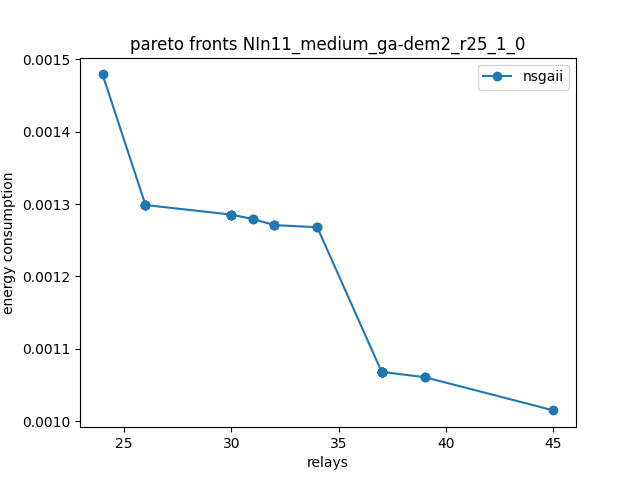 pareto fronts NIn11_medium_ga-dem2_r25_1_0
nsgaii
energy consumption
0.0015
0.0014
0.0013
0.0012
0.0011
0.0010
25 30 35 40 45
relays